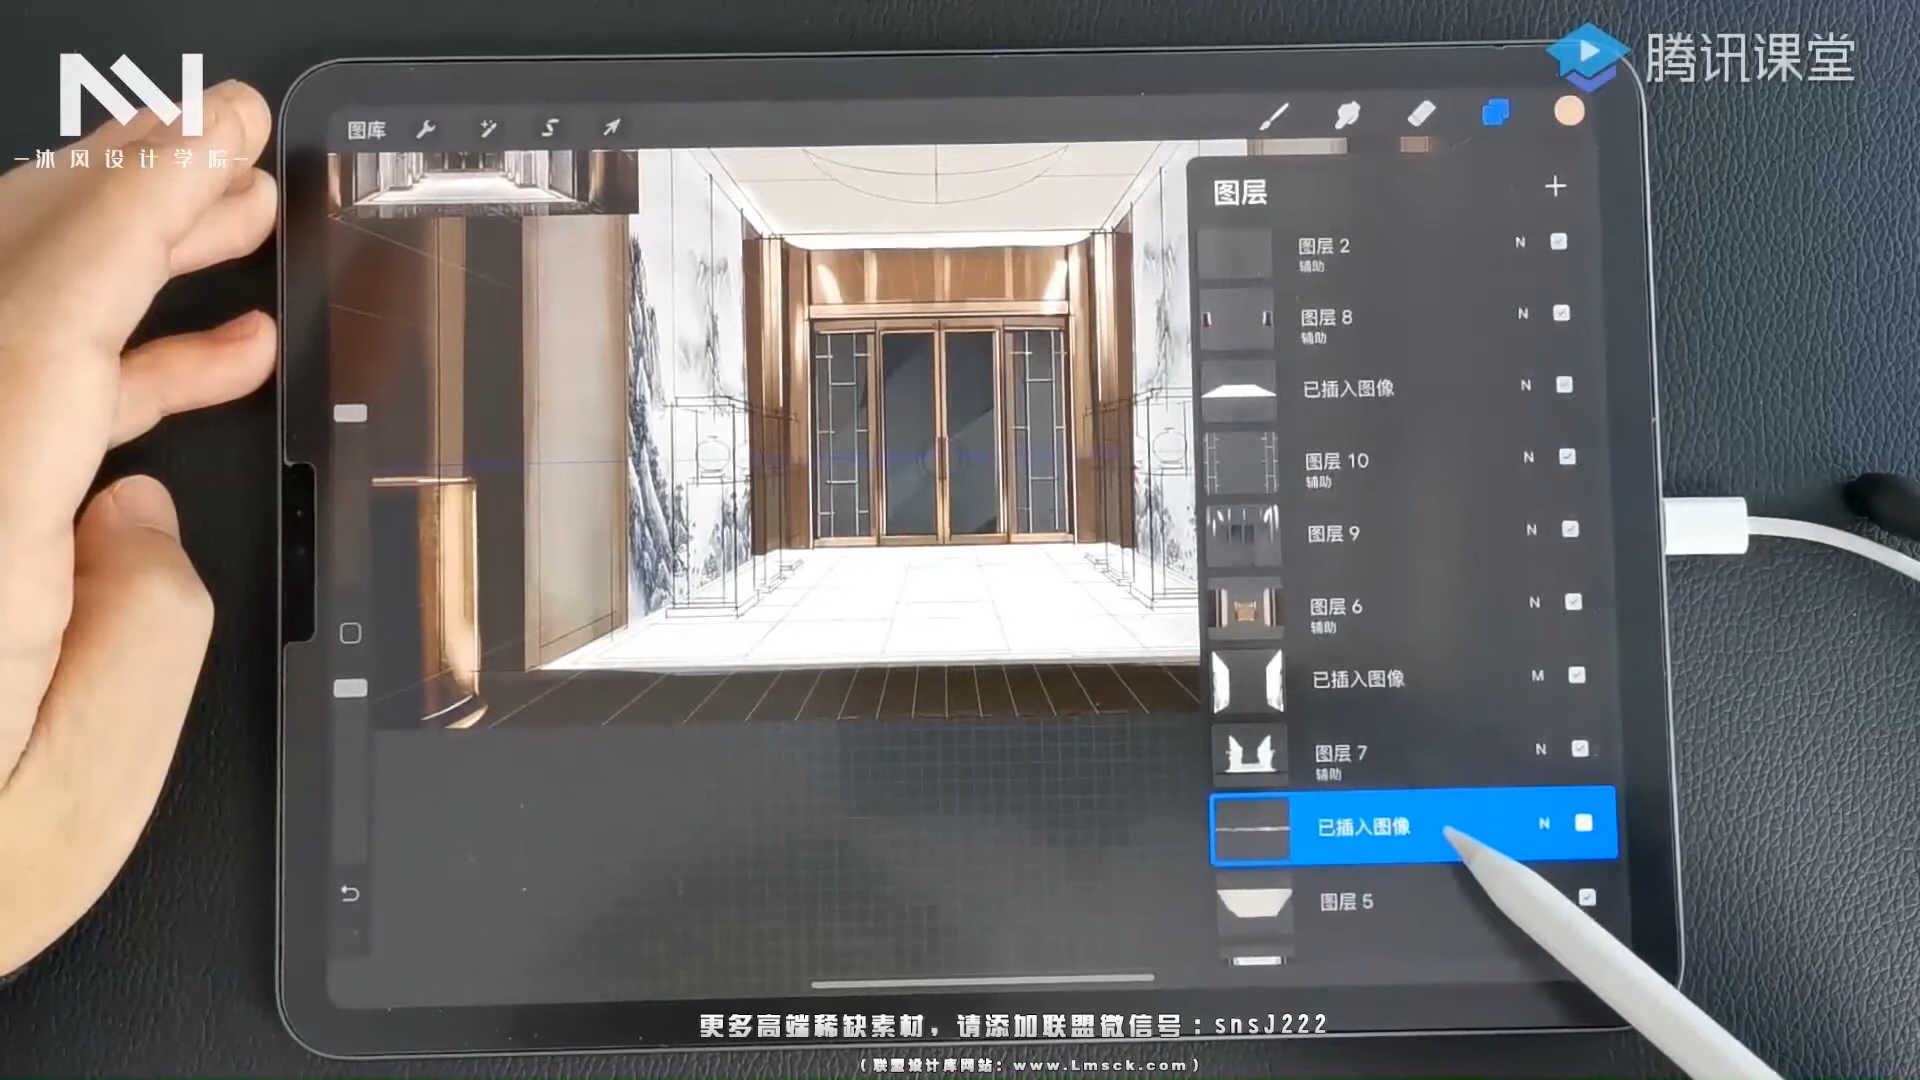 腾讯课堂
沐风设计学院
图库
图层
图层 2
N
辅助
图层 8
N
辅助
已插入图像
N
图层 10
N
辅助
图层 9
N
图层 6
N
辅助
已插入图像
M
图层 7
N
辅助
已插入图像
N
图层 5
更多高端稀缺素材，请添加联盟微信号：snsJ222
（联盟设计库网站：www.Lmsck.com）